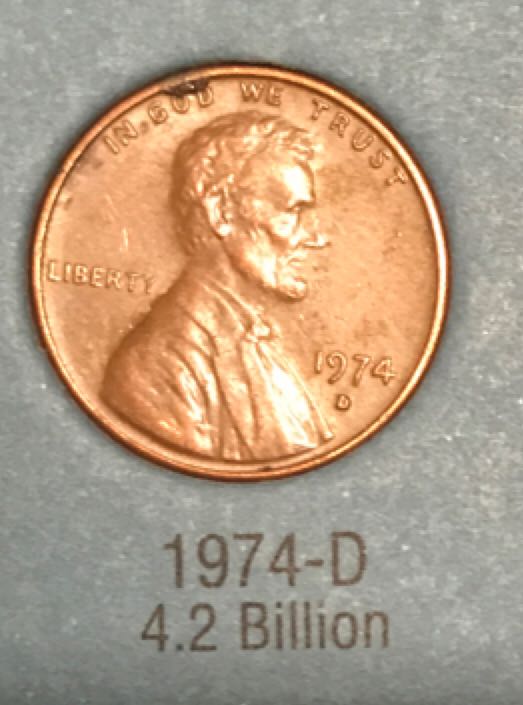 IN GOD WE TRUST
LIBERTY
1974
D
1974-D
4.2 Billion